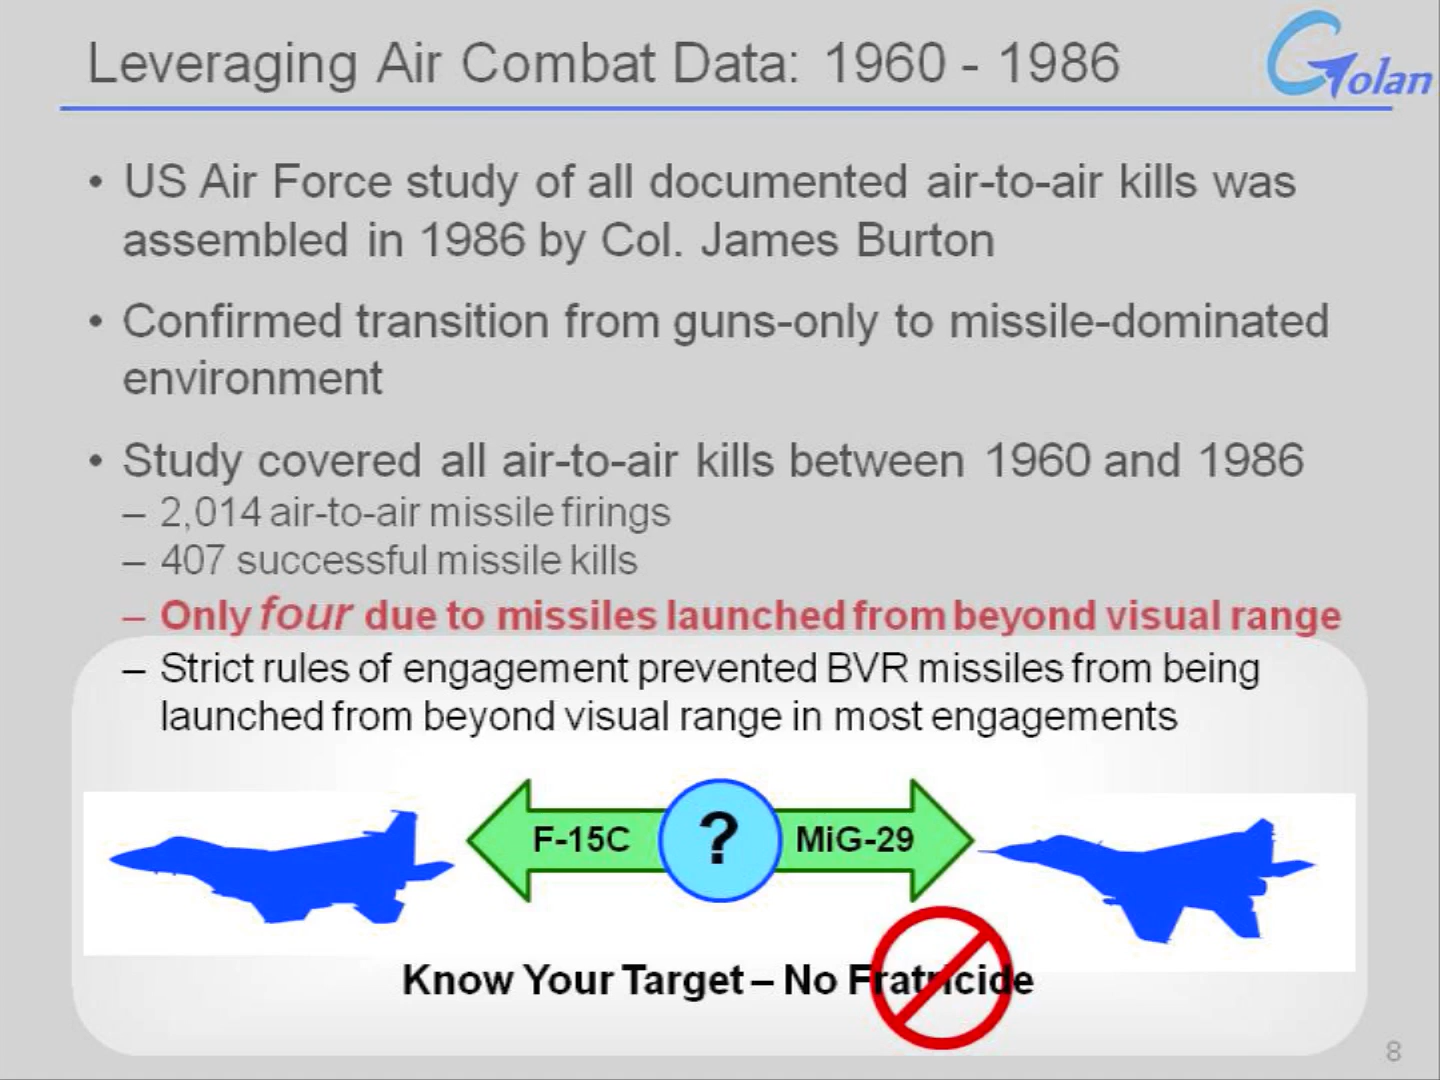 Leveraging Air Combat Data: 1960 - 1986
Golan
• US Air Force study of all documented air-to-air kills was
assembled in 1986 by Col. James Burton
• Confirmed transition from guns-only to missile-dominated
environment
• Study covered all air-to-air kills between 1960 and 1986
– 2,014 air-to-air missile firings
– 407 successful missile kills
– Only four due to missiles launched from beyond visual range
– Strict rules of engagement prevented BVR missiles from being
launched from beyond visual range in most engagements
F-15C ? MiG-29
Know Your Target – No Fratricide
8